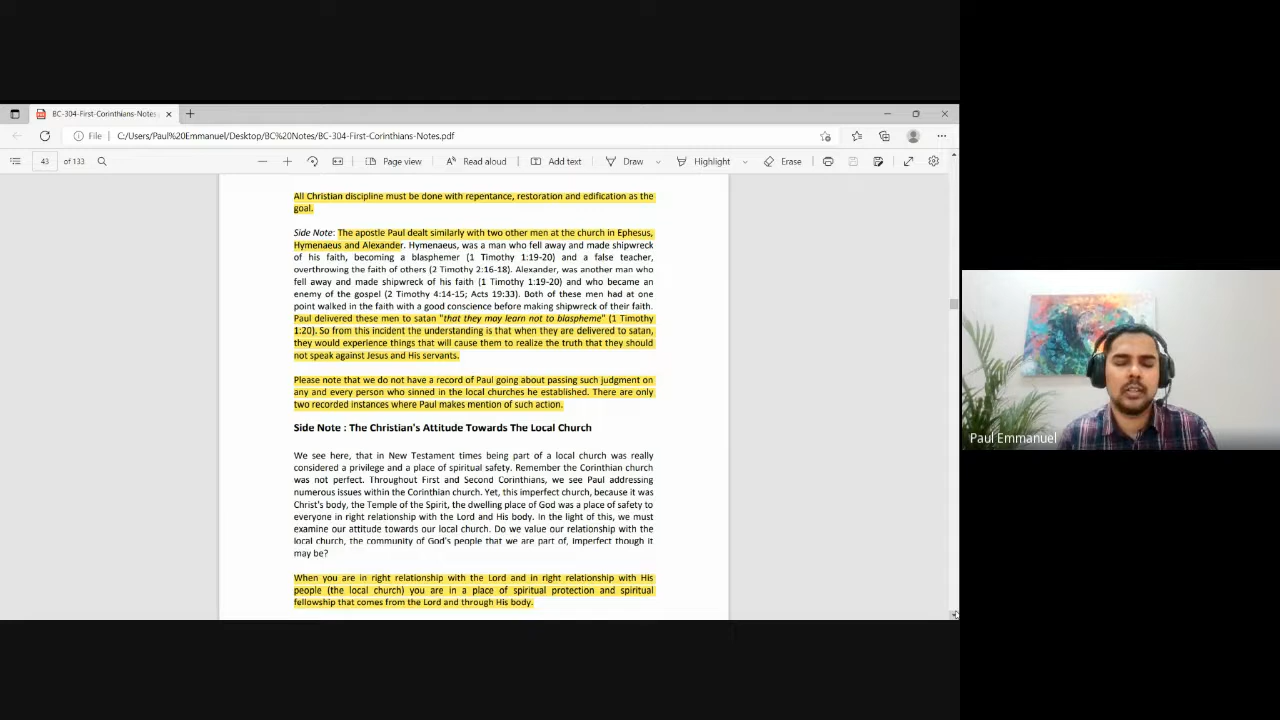 BC-304-First-Corinthians-Notes
File
C:/Users/Paul%20Emmanuel/Desktop/BC%20Notes/BC-304-First-Corinthians-Notes.pdf
43 of 133
Page view
Read aloud
Add text
Draw
Highlight
Erase
All Christian discipline must be done with repentance, restoration and edification as the
goal.
Side Note: The apostle Paul dealt similarly with two other men at the church in Ephesus,
Hymenaeus and Alexander. Hymenaeus, was a man who fell away and made shipwreck
of his faith, becoming a blasphemer (1 Timothy 1:19-20) and a false teacher,
overthrowing the faith of others (2 Timothy 2:16-18). Alexander, was another man who
fell away and made shipwreck of his faith (1 Timothy 1:19-20) and who became an
enemy of the gospel (2 Timothy 4:14-15; Acts 19:33). Both of these men had at one
point walked in the faith with a good conscience before making shipwreck of their faith.
Paul delivered these men to satan "that they may learn not to blaspheme" (1 Timothy
1:20). So from this incident the understanding is that when they are delivered to satan,
they would experience things that will cause them to realize the truth that they should
not speak against Jesus and His servants.
Please note that we do not have a record of Paul going about passing such judgment on
any and every person who sinned in the local churches he established. There are only
two recorded instances where Paul makes mention of such action.
Side Note : The Christian's Attitude Towards The Local Church
We see here, that in New Testament times being part of a local church was really
considered a privilege and a place of spiritual safety. Remember the Corinthian church
was not perfect. Throughout First and Second Corinthians, we see Paul addressing
numerous issues within the Corinthian church. Yet, this imperfect church, because it was
Christ's body, the Temple of the Spirit, the dwelling place of God was a place of safety to
everyone in right relationship with the Lord and His body. In the light of this, we must
examine our attitude towards our local church. Do we value our relationship with the
local church, the community of God's people that we are part of, imperfect though it
may be?
When you are in right relationship with the Lord and in right relationship with His
people (the local church) you are in a place of spiritual protection and spiritual
fellowship that comes from the Lord and through His body.
Paul Emmanuel